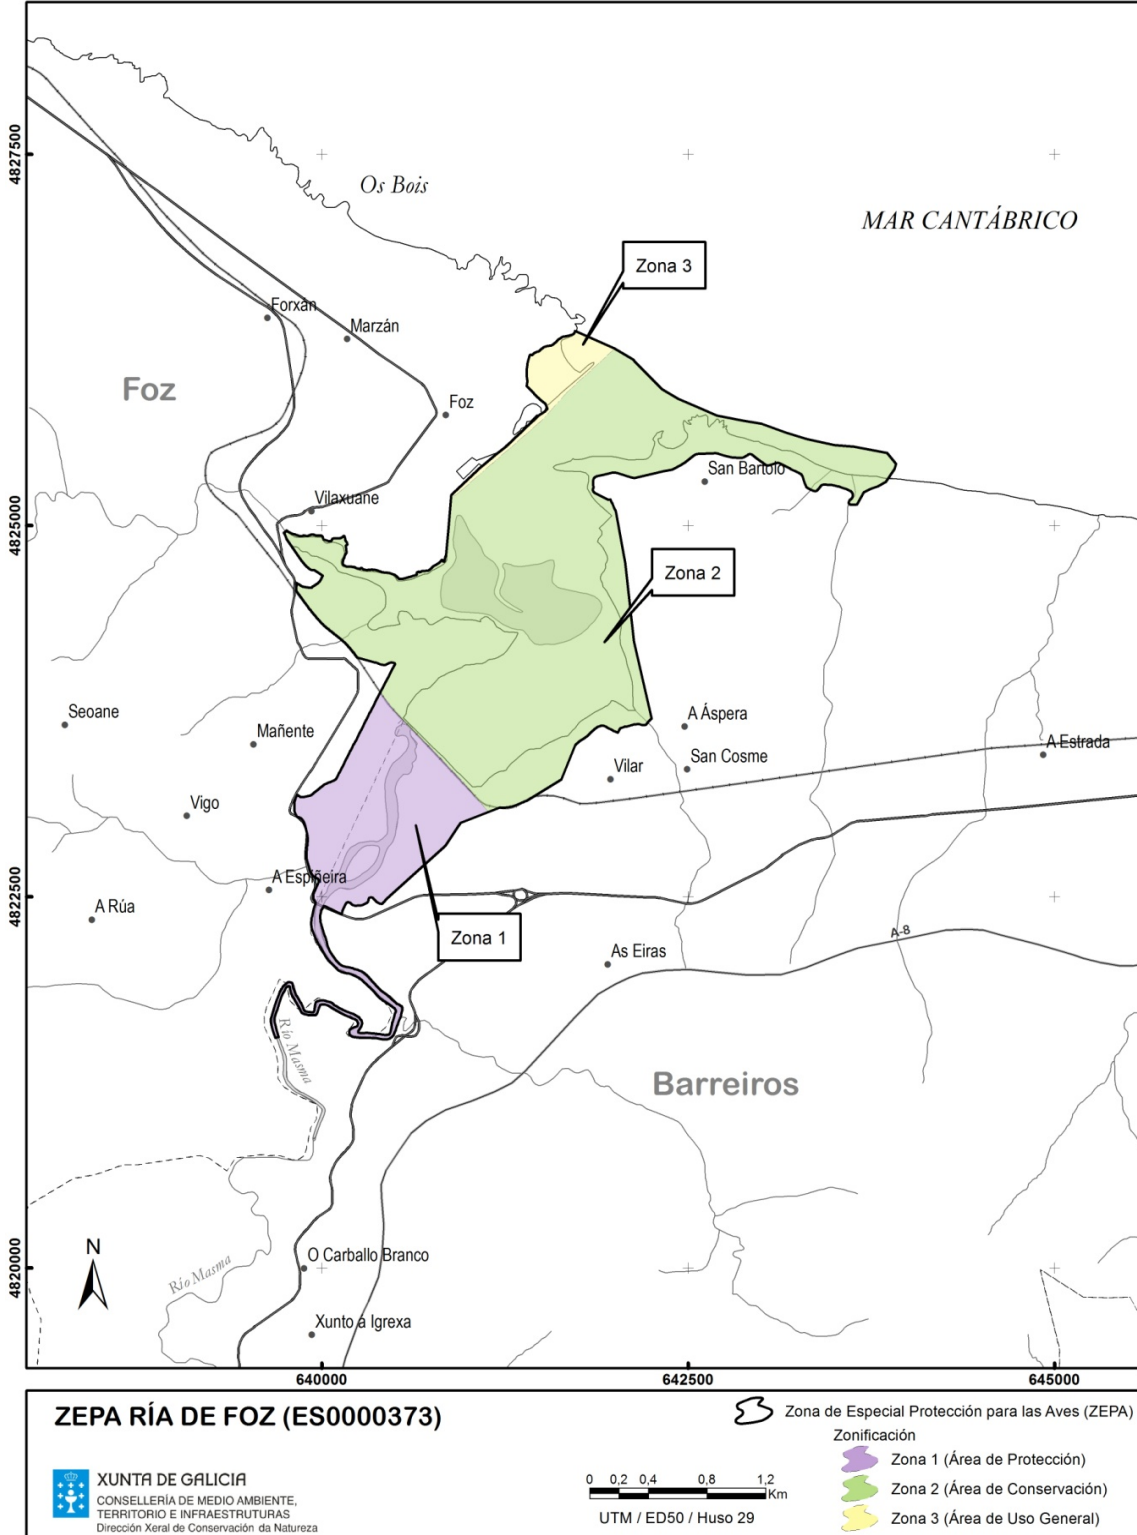 4827500
Os Bois
MAR CANTÁBRICO
Zona 3
Forxán
Marzán
Foz
Foz
San Bartolo
Vilaxuane
4825000
Zona 2
Seoane
Mañente
A Áspera
San Cosme
A Estrada
Vilar
Vigo
A Espiñeira
4822500
A Rúa
Zona 1
A-8
As Eiras
Río Masma
Barreiros
N
O Carballo Branco
Río Masma
4820000
Xunto á Igrexa
640000
642500
645000
ZEPA RÍA DE FOZ (ES0000373)
Zona de Especial Protección para las Aves (ZEPA)
Zonificación
Zona 1 (Área de Protección)
Zona 2 (Área de Conservación)
Zona 3 (Área de Uso General)
XUNTA DE GALICIA
CONSELLERÍA DE MEDIO AMBIENTE,
TERRITORIO E INFRAESTRUTURAS
Dirección Xeral de Conservación da Natureza
0 0,2 0,4 0,8 1,2
Km
UTM / ED50 / Huso 29